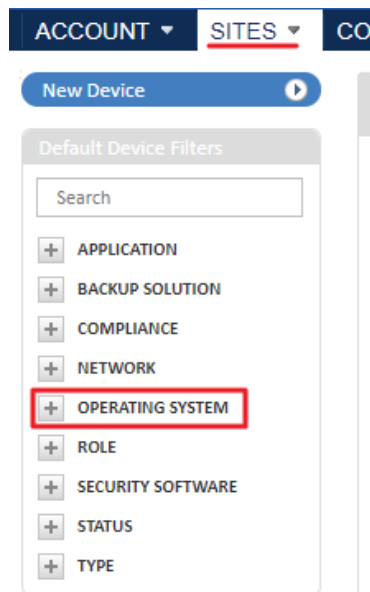 ACCOUNT SITES CO
New Device
Default Device Filters
Search
APPLICATION
BACKUP SOLUTION
COMPLIANCE
NETWORK
OPERATING SYSTEM
ROLE
SECURITY SOFTWARE
STATUS
TYPE